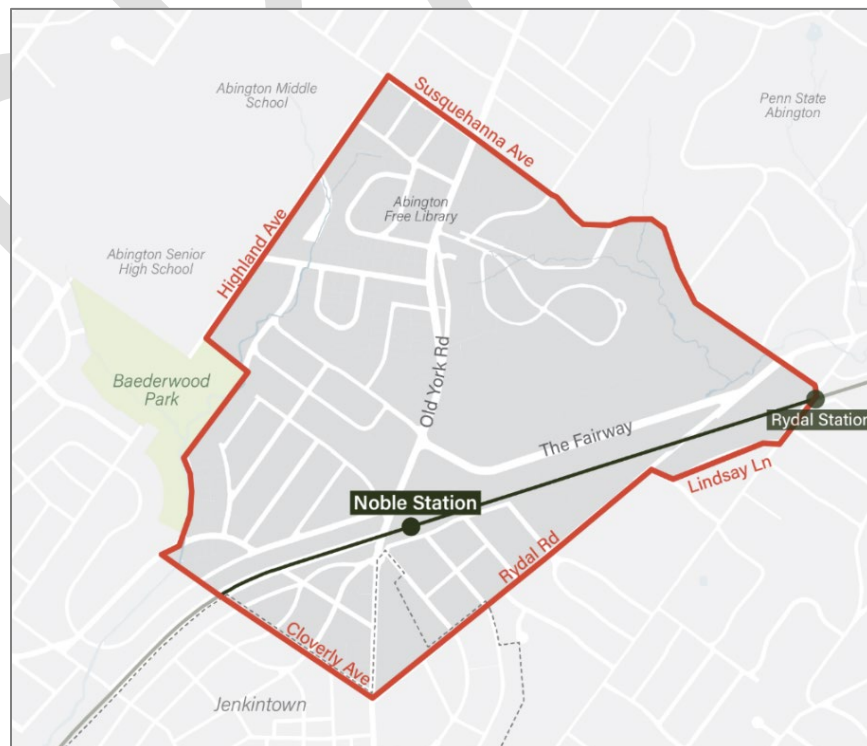 Abington Middle
School
Susquehanna Ave
Penn State
Abington
Abington
Free Library
Highland Ave
Abington Senior
High School
Old York Rd
Baederwood
Park
The Fairway
Rydal Station
Lindsay Ln
Noble Station
Rydal Rd
Cloverly Ave
Jenkintown